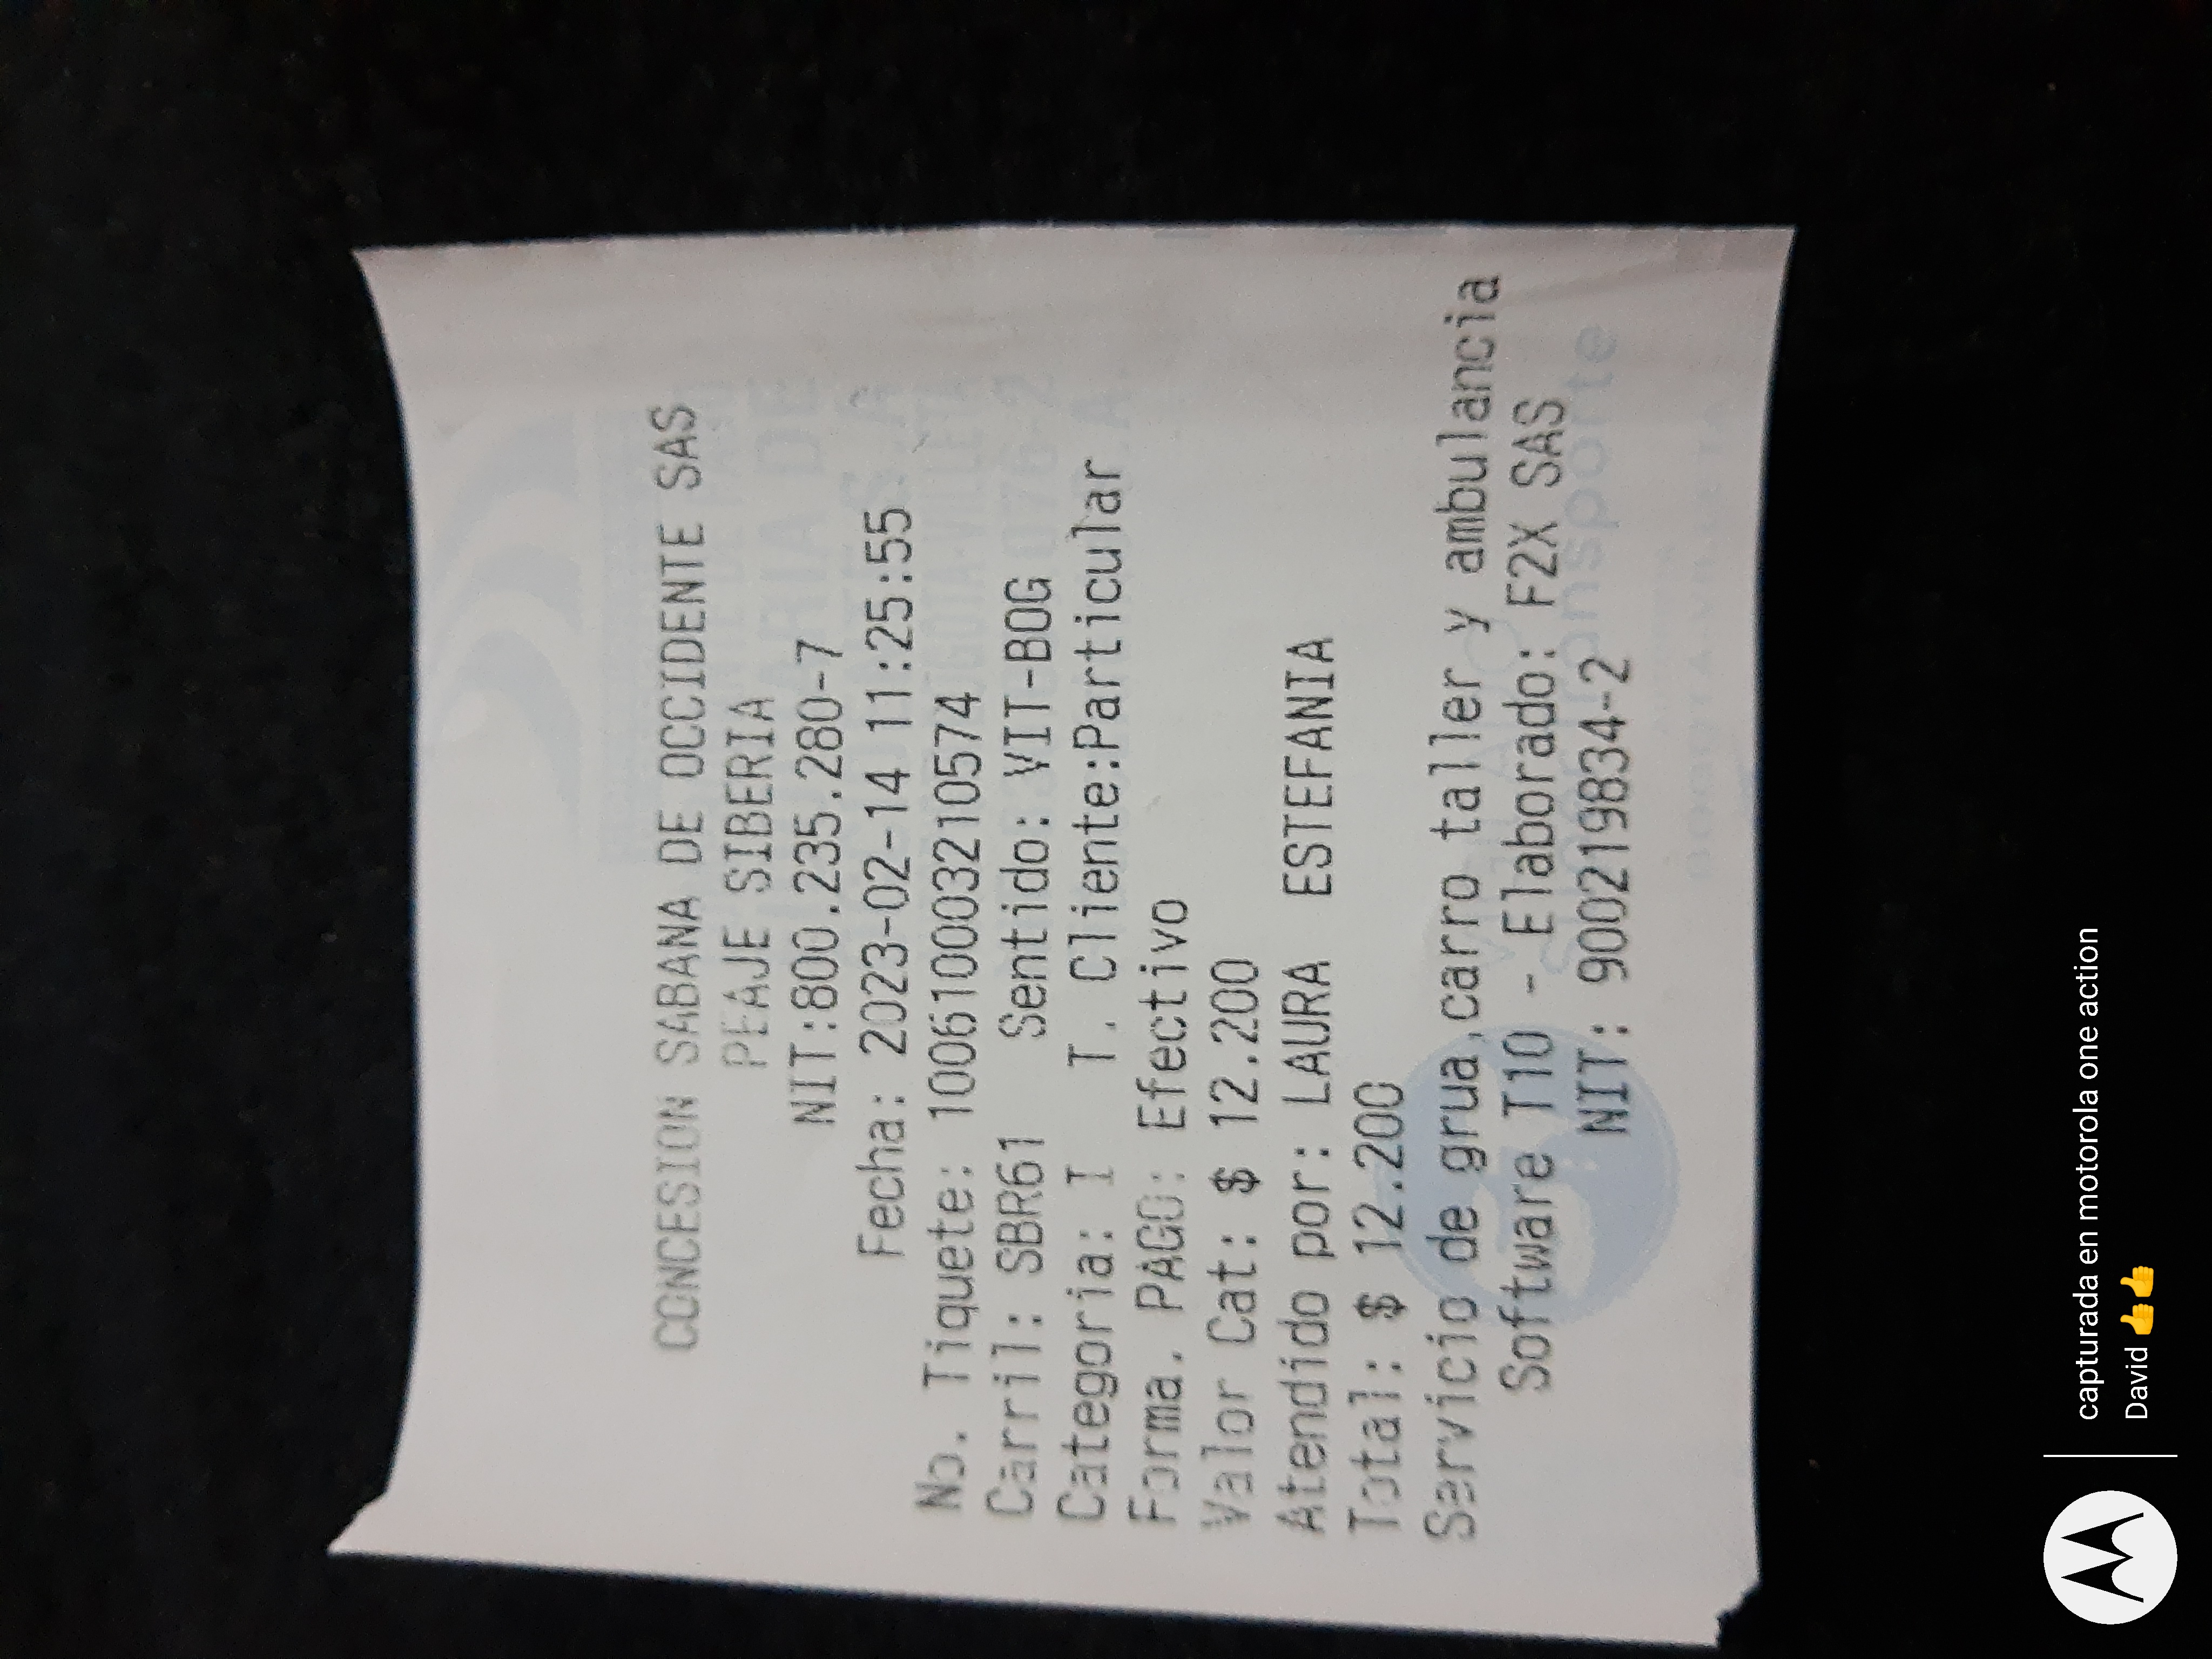 CONCESION SABANA DE OCCIDENTE SAS
PEAJE SIBERIA
NIT:800.235.280-7
Fecha: 2023-02-14 11:25:55
No. Tiquete: 100610003210574
Carril: SBR61 Sentido: VIT-BOG
Categoria: I T. Cliente:Particular
Forma. PAGO: Efectivo
Valor Cat: $ 12.200
Atendido por: LAURA ESTEFANIA
Total: $ 12.200
Servicio de grua,carro taller y ambulancia
Software T10 - Elaborado: F2X SAS
NIT: 900219834-2
capturada en motorola one action
David 👍👍